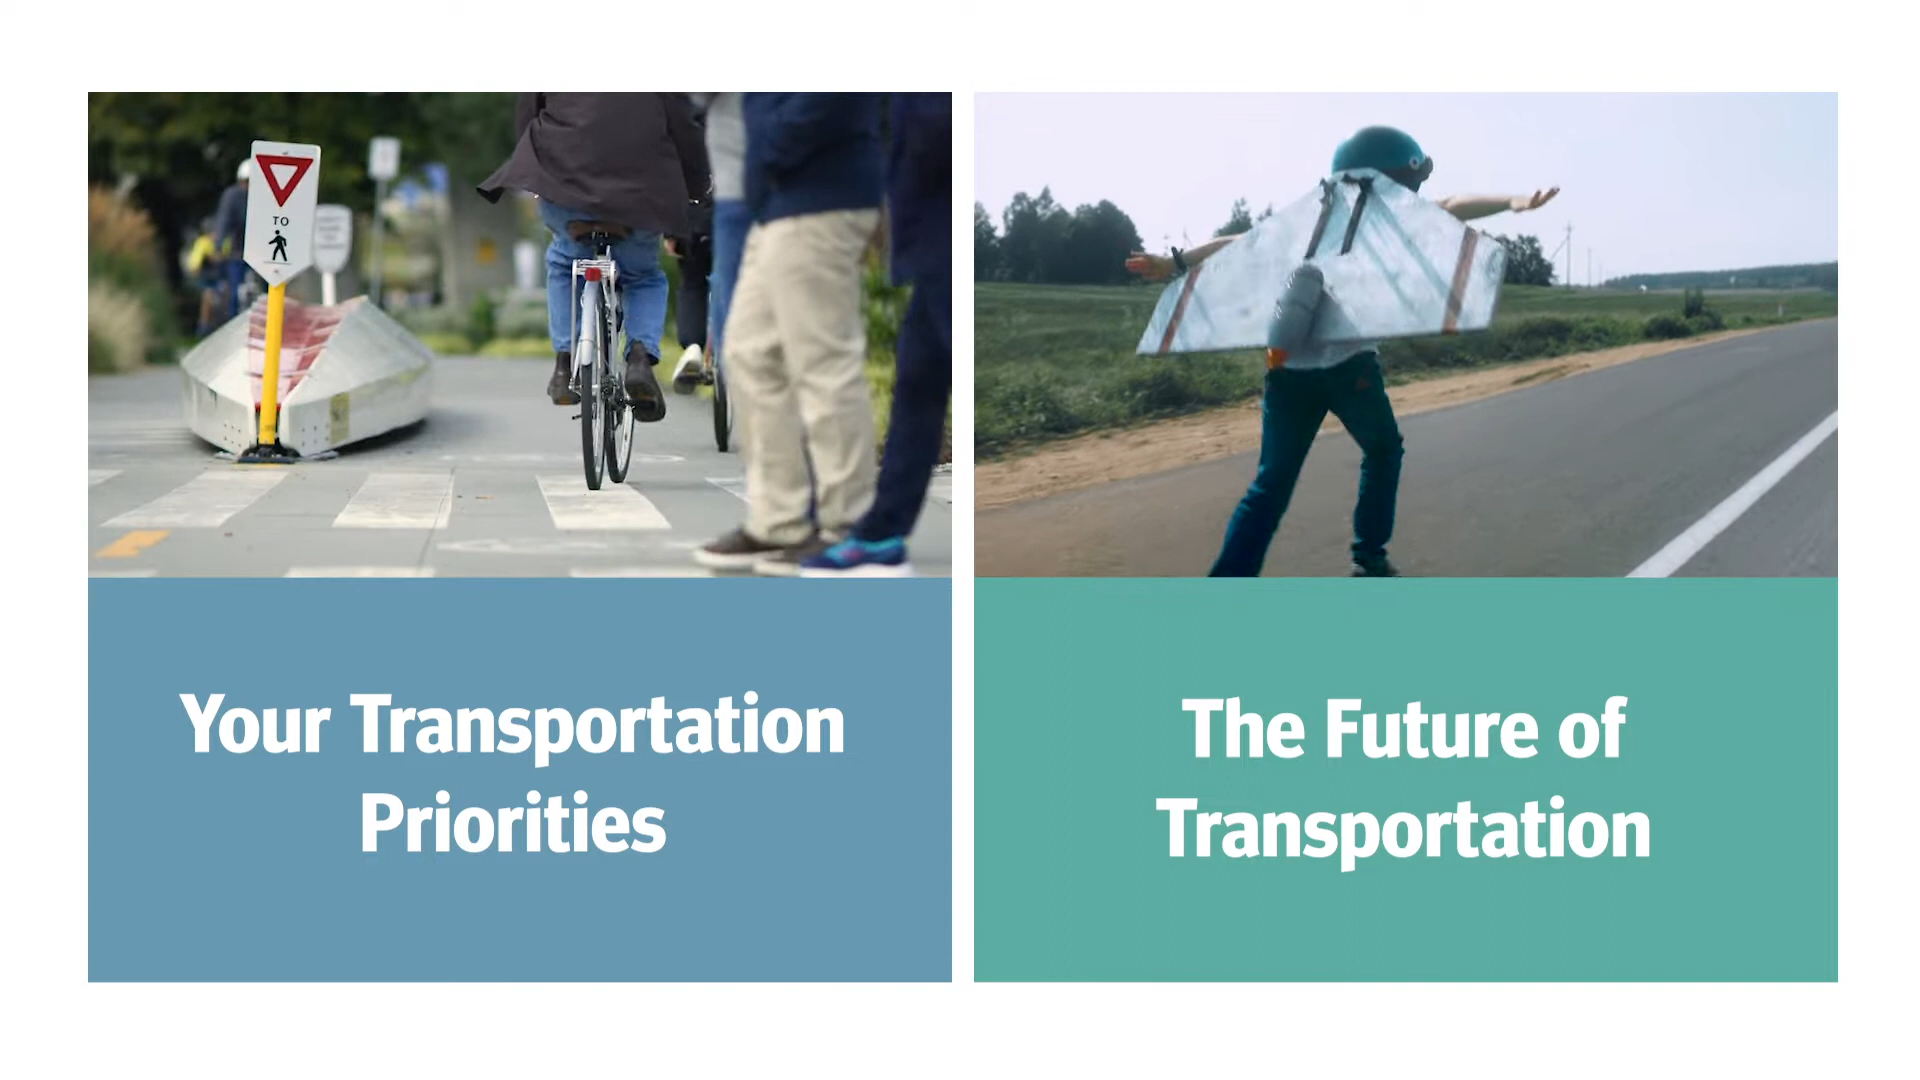 TO
Your Transportation
Priorities
The Future of
Transportation